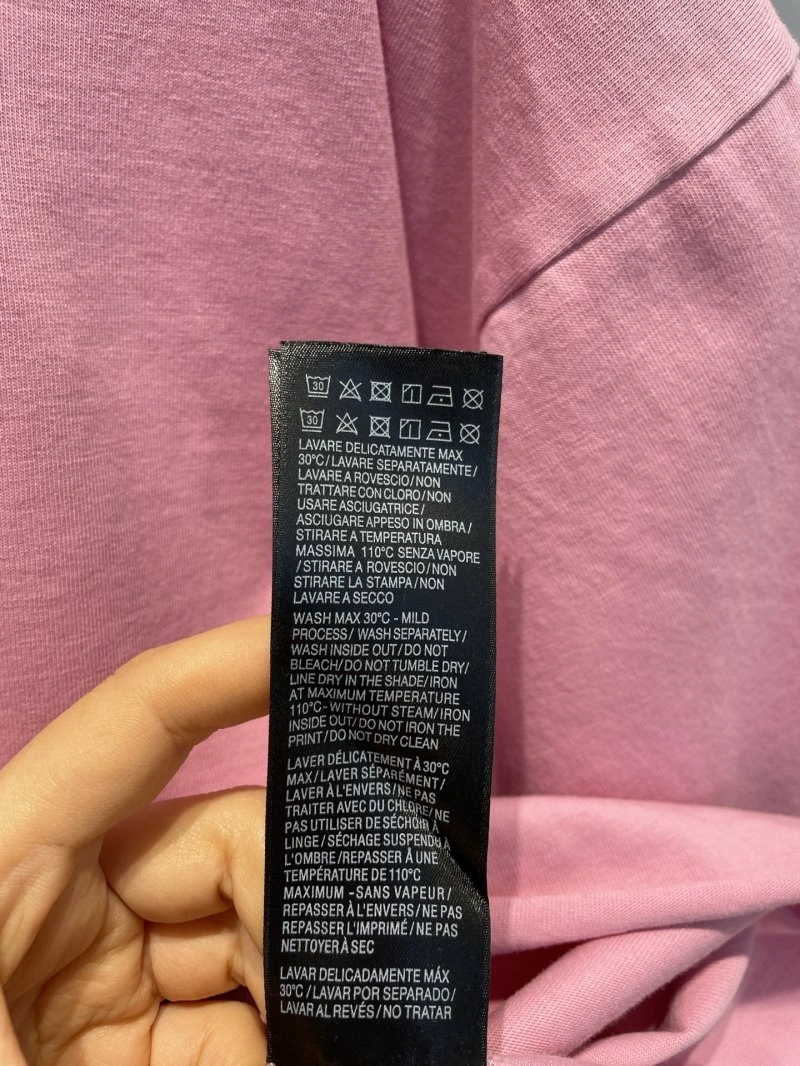 30
30
LAVARE DELICATAMENTE MAX
30°C/LAVARE SEPARATAMENTE/
LAVARE A ROVESCIO/NON
TRATTARE CON CLORO/NON
USARE ASCIUGATRICE/
ASCIUGARE APPESO IN OMBRA/
STIRARE A TEMPERATURA
MASSIMA 110°C SENZA VAPORE
/STIRARE A ROVESCIO/NON
STIRARE LA STAMPA/NON
LAVARE A SECCO
WASH MAX 30°C - MILD
PROCESS/ WASH SEPARATELY/
WASH INSIDE OUT/DO NOT
BLEACH/DO NOT TUMBLE DRY/
LINE DRY IN THE SHADE/IRON
AT MAXIMUM TEMPERATURE
110°C- WITHOUT STEAM/IRON
INSIDE OUT/DO NOT IRON THE
PRINT/DO NOT DRY CLEAN
LAVER DÉLICATEMENT À 30°C
MAX/LAVER SÉPARÉMENT/
LAVER À L'ENVERS/NE PAS
TRAITER AVEC DU CHLORE/NE
PAS UTILISER DE SÉCHOIR À
LINGE/SÉCHAGE SUSPENDU À
L'OMBRE/REPASSER À UNE
TEMPÉRATURE DE 110°C
MAXIMUM -SANS VAPEUR/
REPASSER À L'ENVERS/NE PAS
REPASSER L'IMPRIMÉ/NE PAS
NETTOYER À SEC
LAVAR DELICADAMENTE MÁX
30°C/LAVAR POR SEPARADO/
LAVAR AL REVÉS/NO TRATAR